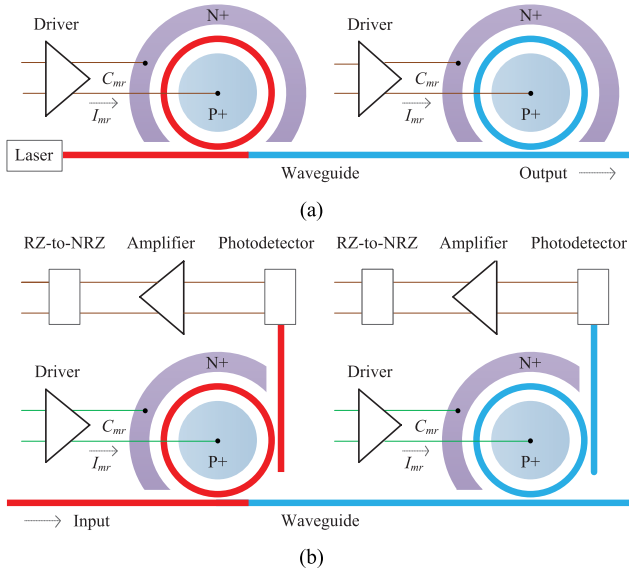 Driver
N+
Driver
N+
C_mr
C_mr
I_mr
P+
I_mr
P+
Laser
Waveguide
Output
(a)
RZ-to-NRZ
Amplifier
Photodetector
RZ-to-NRZ
Amplifier
Photodetector
Driver
N+
Driver
N+
C_mr
C_mr
I_mr
P+
I_mr
P+
Input
Waveguide
(b)